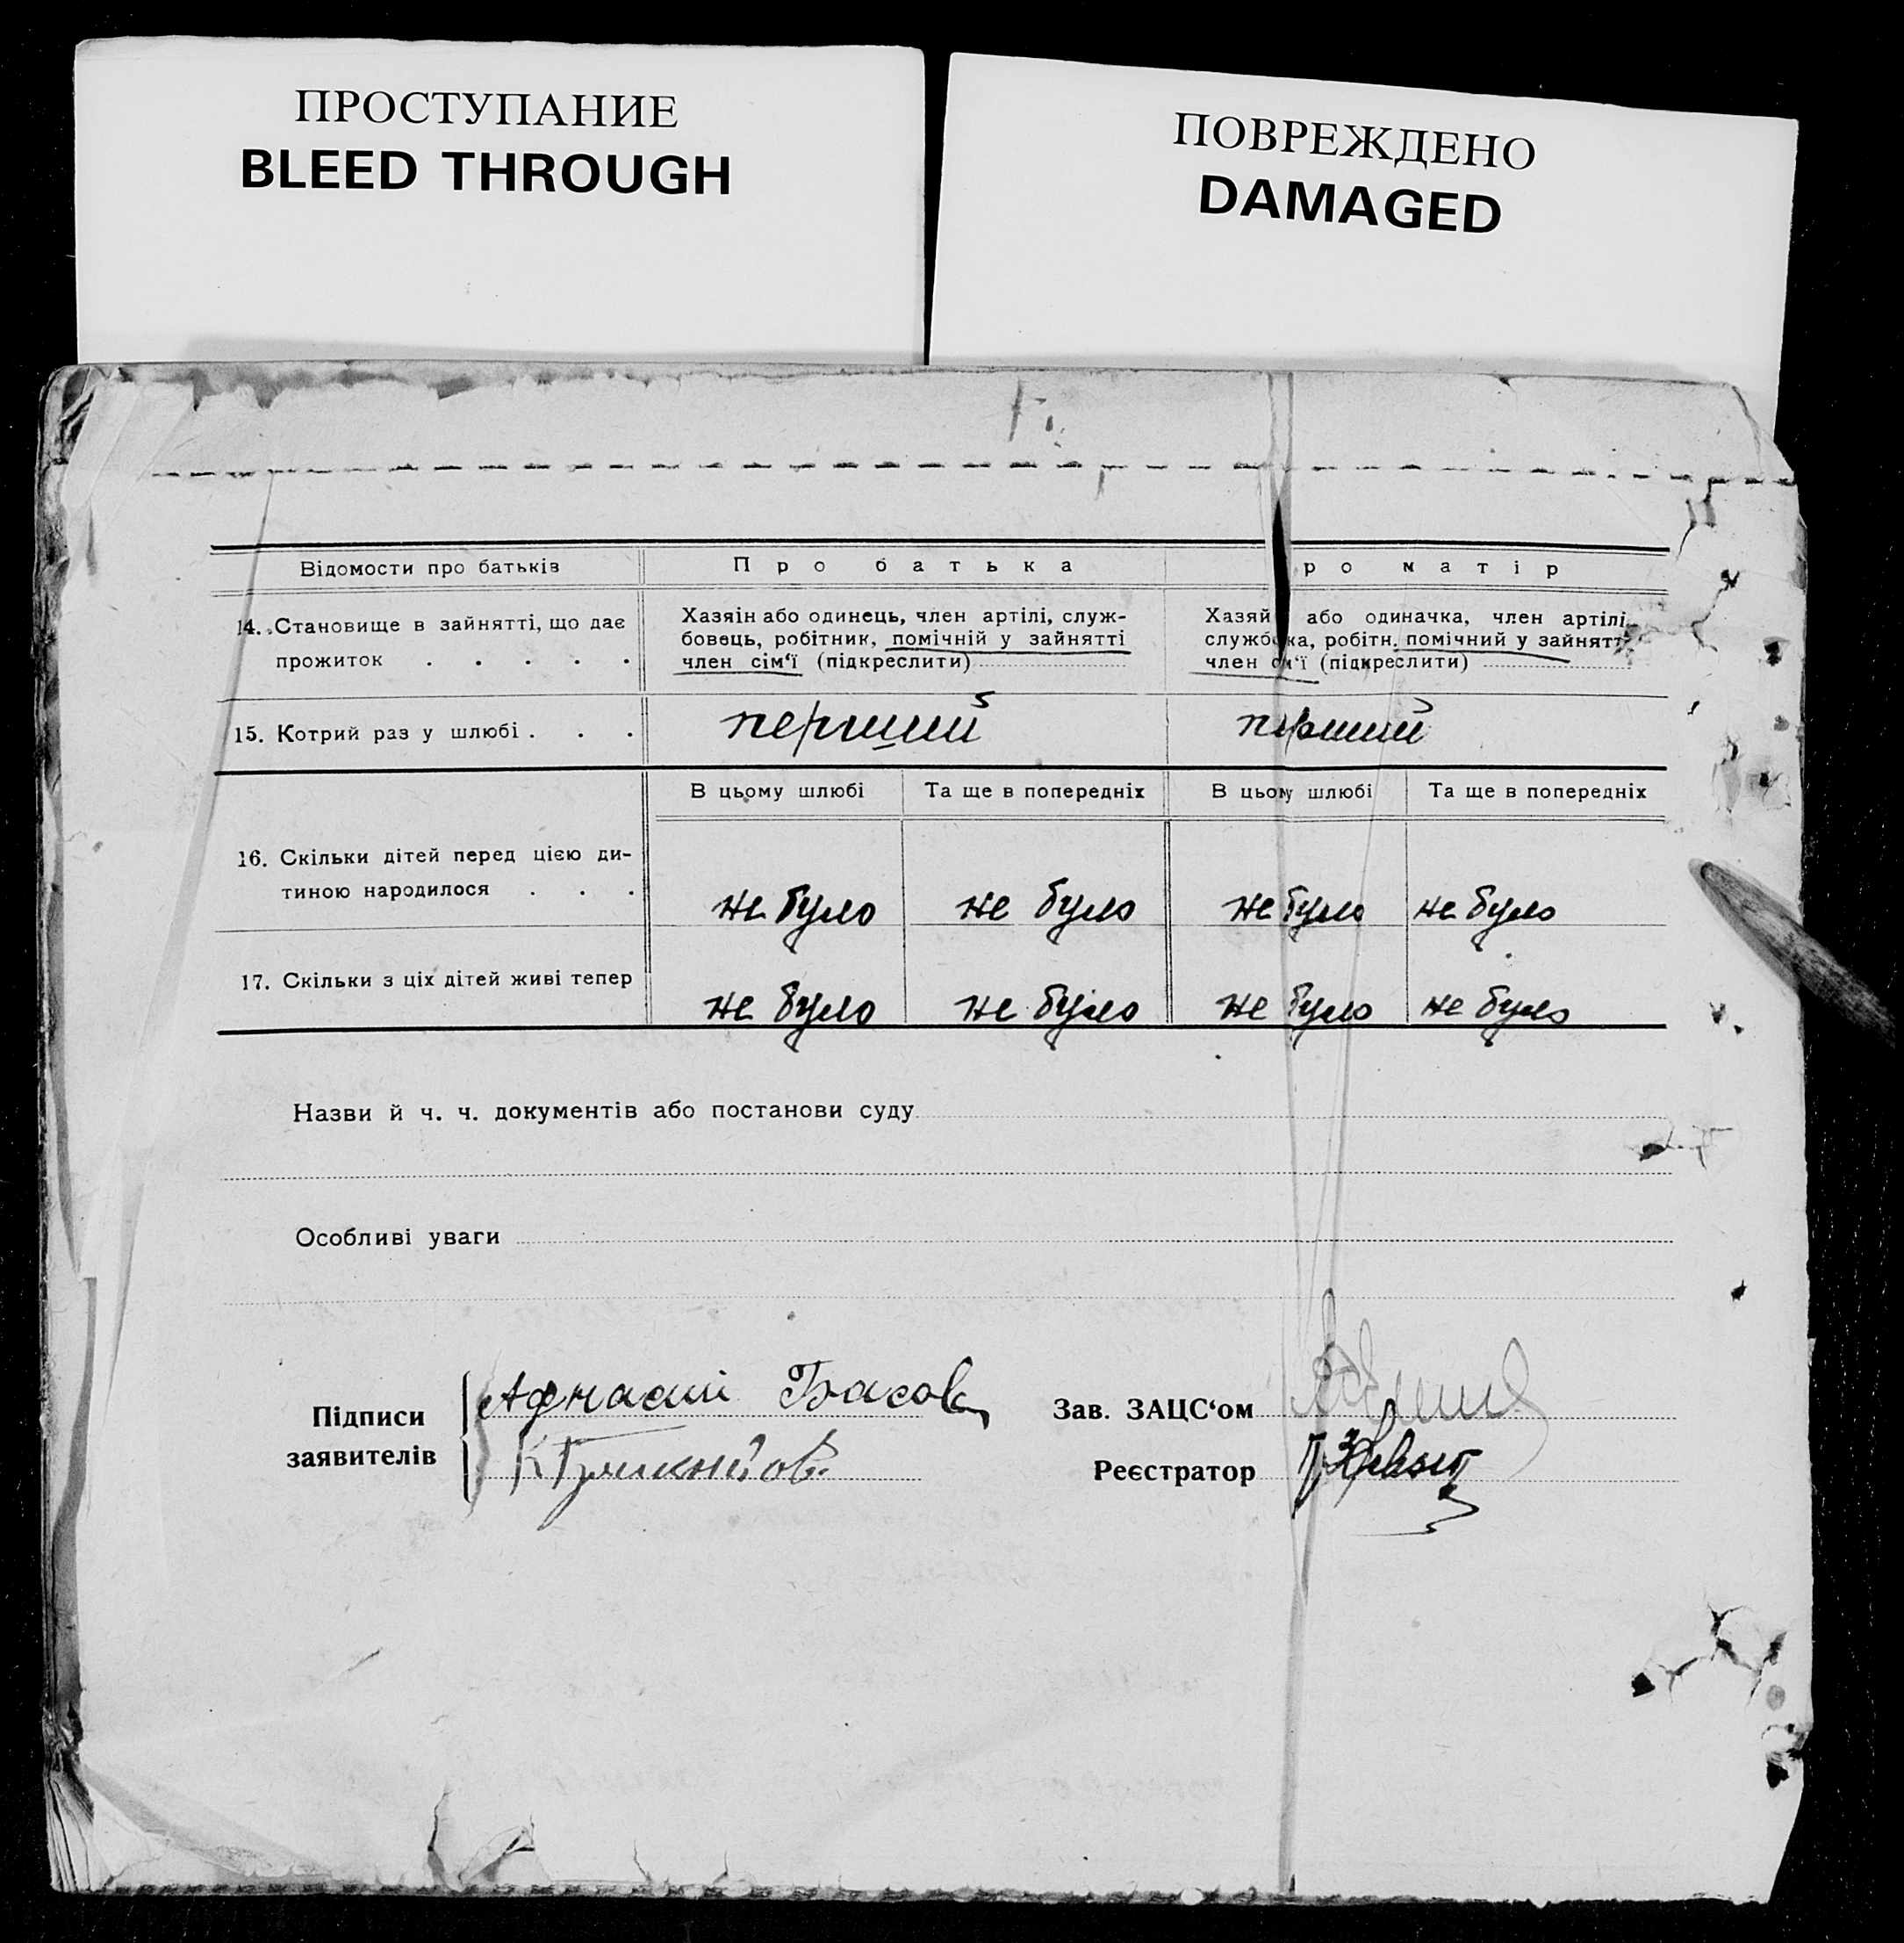 ПРОСТУПАНИЕ
BLEED THROUGH
ПОВРЕЖДЕНО
DAMAGED
Відомости про батьків Про батька ро матір
14. Становище в зайнятті, що дає прожиток . . . . .
Хазяін або одинець, член артілі, служ-
бовець, робітник, помічній у зайнятті
член сім‘ї (підкреслити)
Хазяй або одиначка, член артілі
службо ка, робітн. помічний у зайнятт
член см‘ї (підкреслити)
15. Котрий раз у шлюбі . . . перший перший
В цьому шлюбі Та ще в попередніх В цьому шлюбі Та ще в попередніх
16. Скільки дітей перед цією ди-
тиною народилося . . . не було не було не було не було
17. Скільки з ціх дітей живі тепер не було не було не було не було
Назви й ч. ч. документів або постанови суду
Особливі уваги
Підписи
заявителів
Афнасий Басов
Зав. ЗАЦС‘ом
Реєстратор